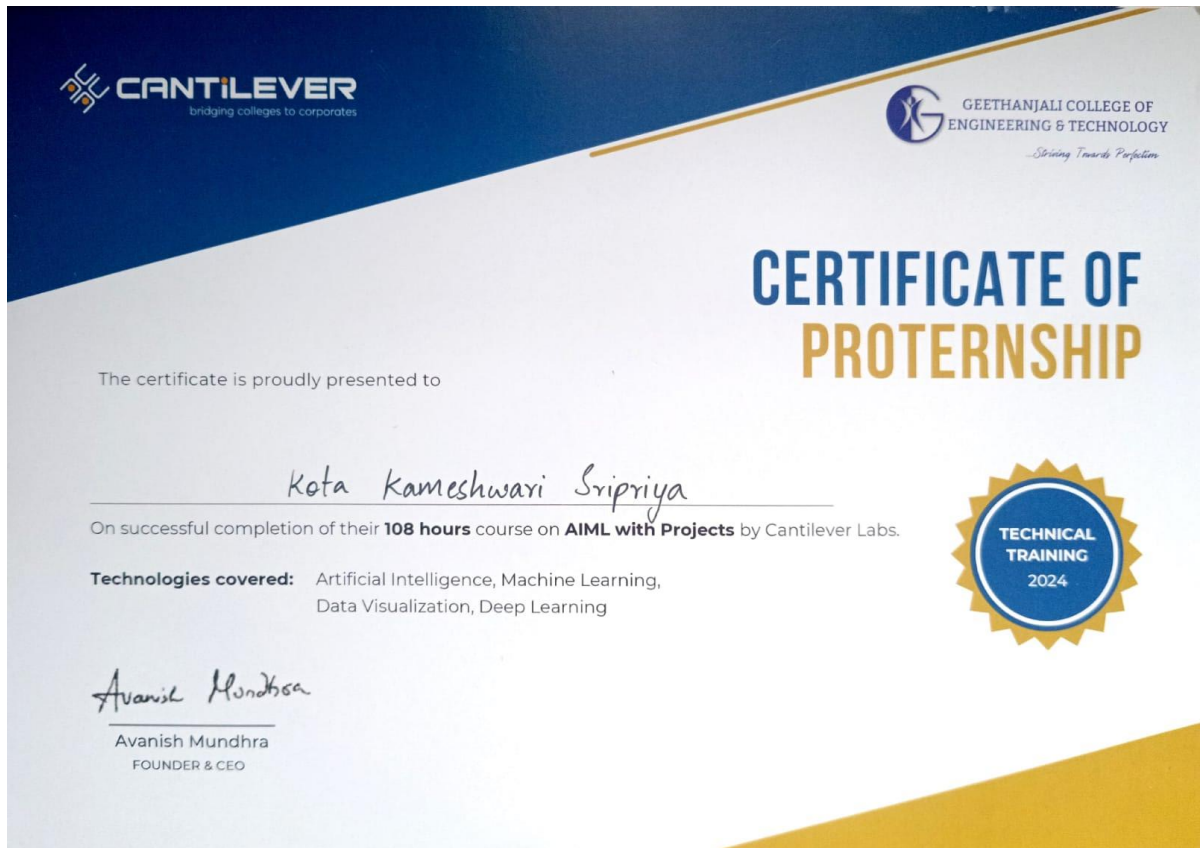 CANTiLEVER
bridging colleges to corporates
GEETHANJALI COLLEGE OF
ENGINEERING & TECHNOLOGY
...Striving Towards Perfection
CERTIFICATE OF
PROTERNSHIP
The certificate is proudly presented to
Kota Kameshwari Sripriya
On successful completion of their 108 hours course on AIML with Projects by Cantilever Labs.
Technologies covered: Artificial Intelligence, Machine Learning,
Data Visualization, Deep Learning
TECHNICAL
TRAINING
2024
Avanish Mundhra
Avanish Mundhra
FOUNDER & CEO